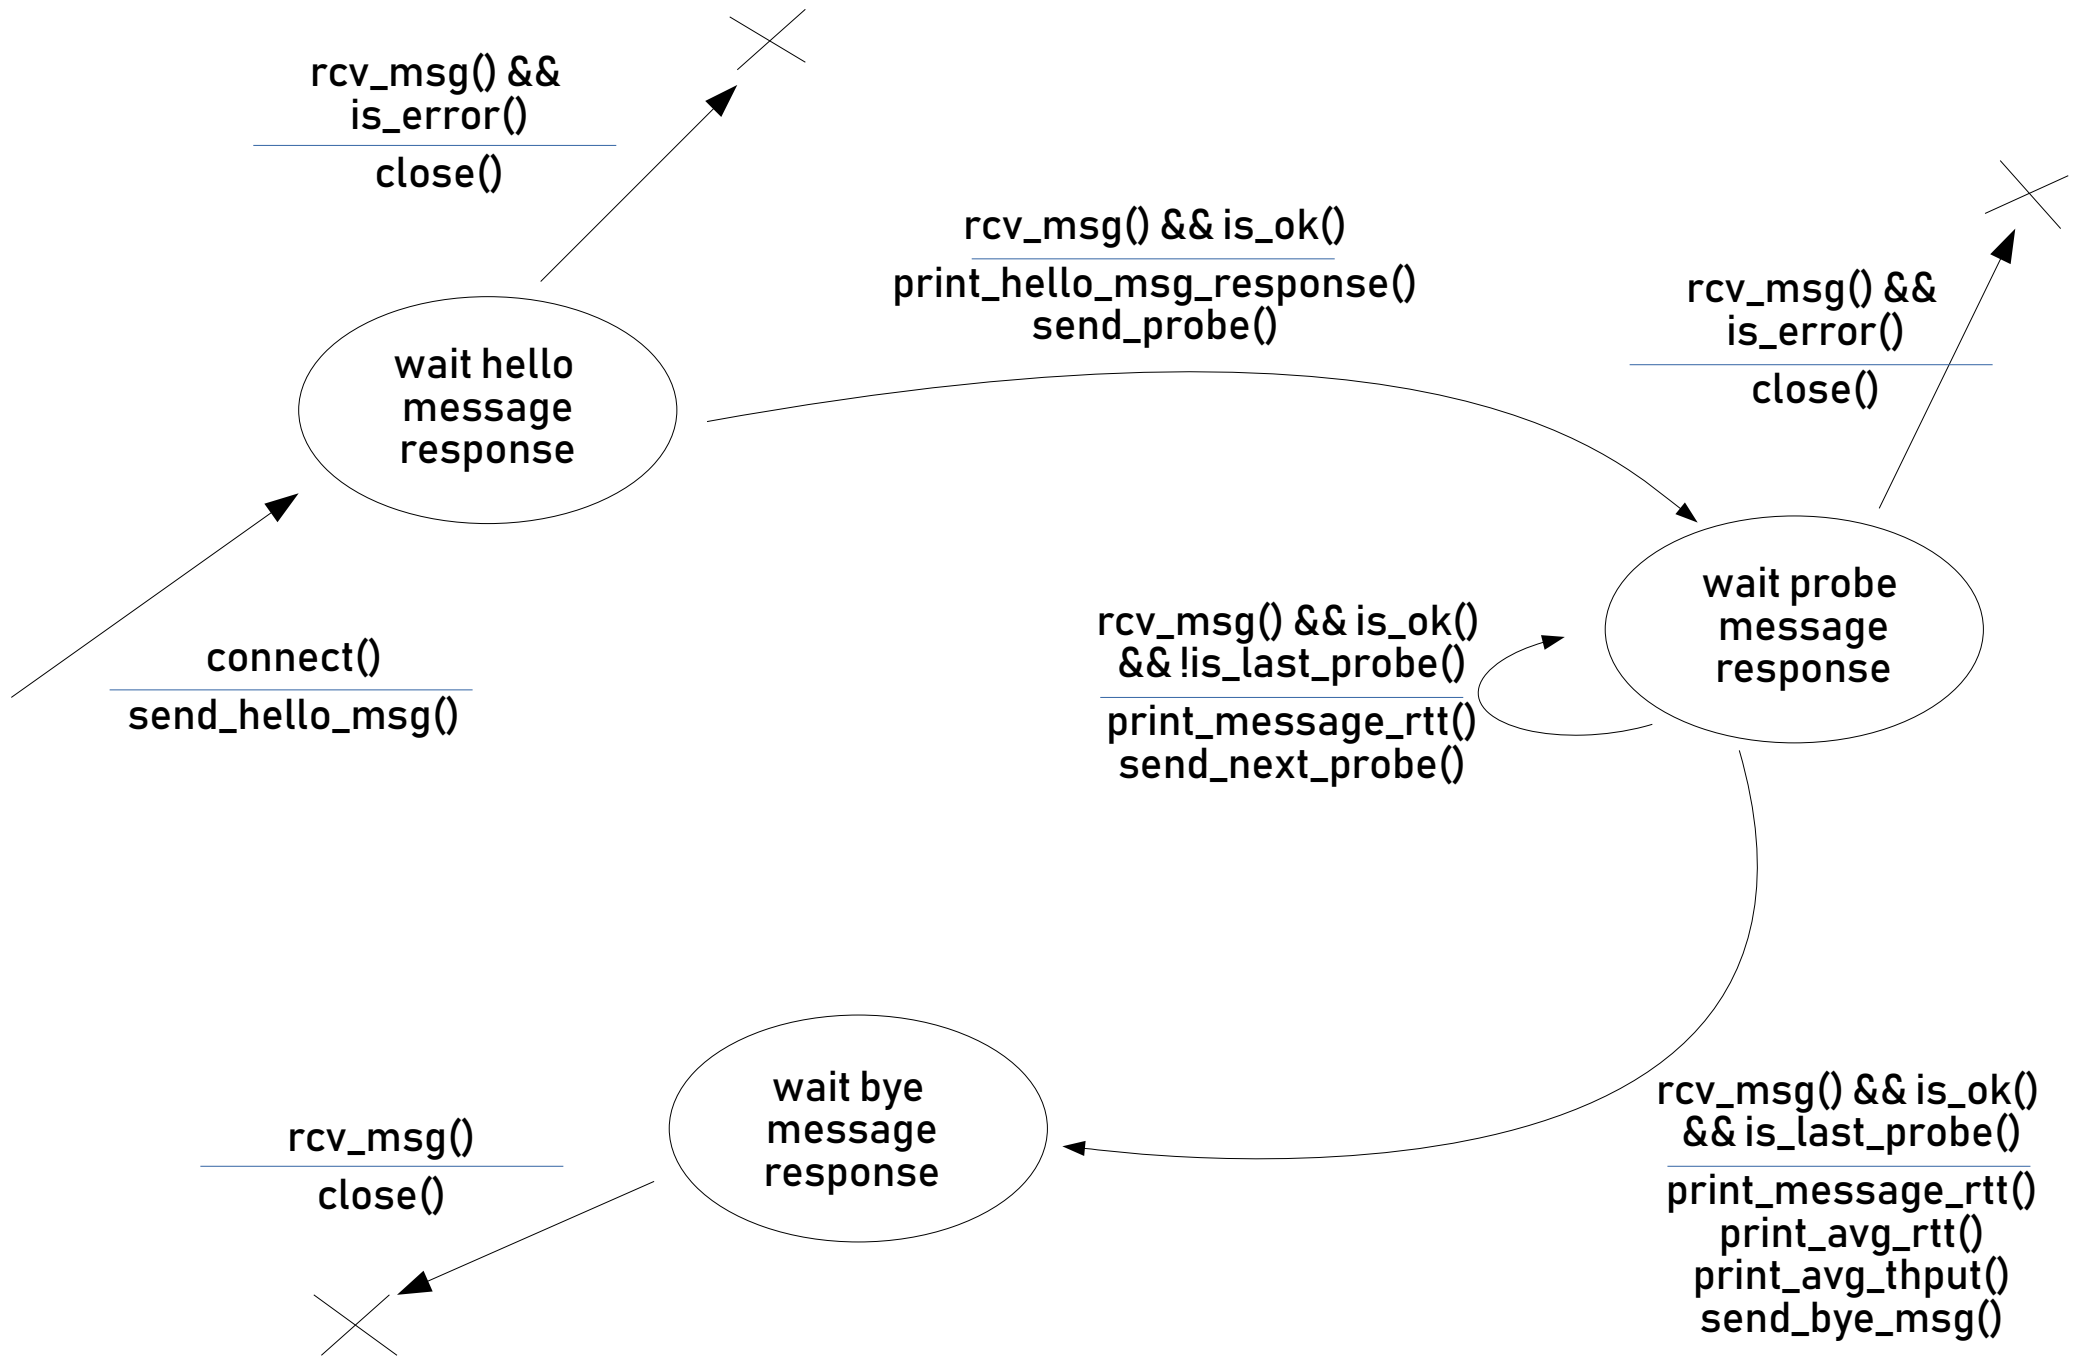 rcv_msg() &&
is_error()
close()
rcv_msg() && is_ok()
print_hello_msg_response()
send_probe()
rcv_msg() &&
is_error()
close()
wait hello
message
response
connect()
send_hello_msg()
rcv_msg() && is_ok()
&& !is_last_probe()
print_message_rtt()
send_next_probe()
wait probe
message
response
wait bye
message
response
rcv_msg()
close()
rcv_msg() && is_ok()
&& is_last_probe()
print_message_rtt()
print_avg_rtt()
print_avg_thput()
send_bye_msg()